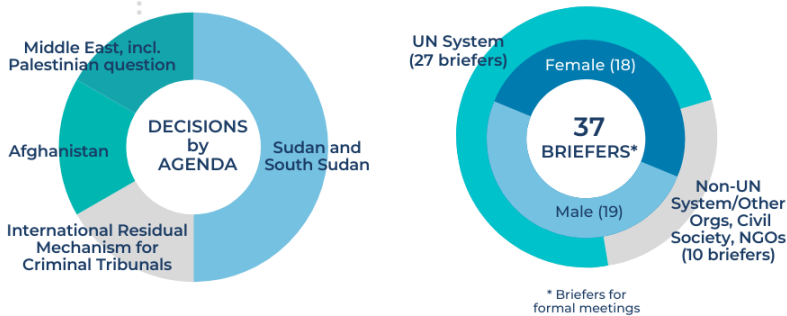 Middle East, incl.
Palestinian question
Afghanistan
International Residual
Mechanism for
Criminal Tribunals
DECISIONS
by
AGENDA
Sudan and
South Sudan
UN System
(27 briefers)
Female (18)
37
BRIEFERS*
Male (19)
Non-UN
System/Other
Orgs, Civil
Society, NGOs
(10 briefers)
* Briefers for
formal meetings